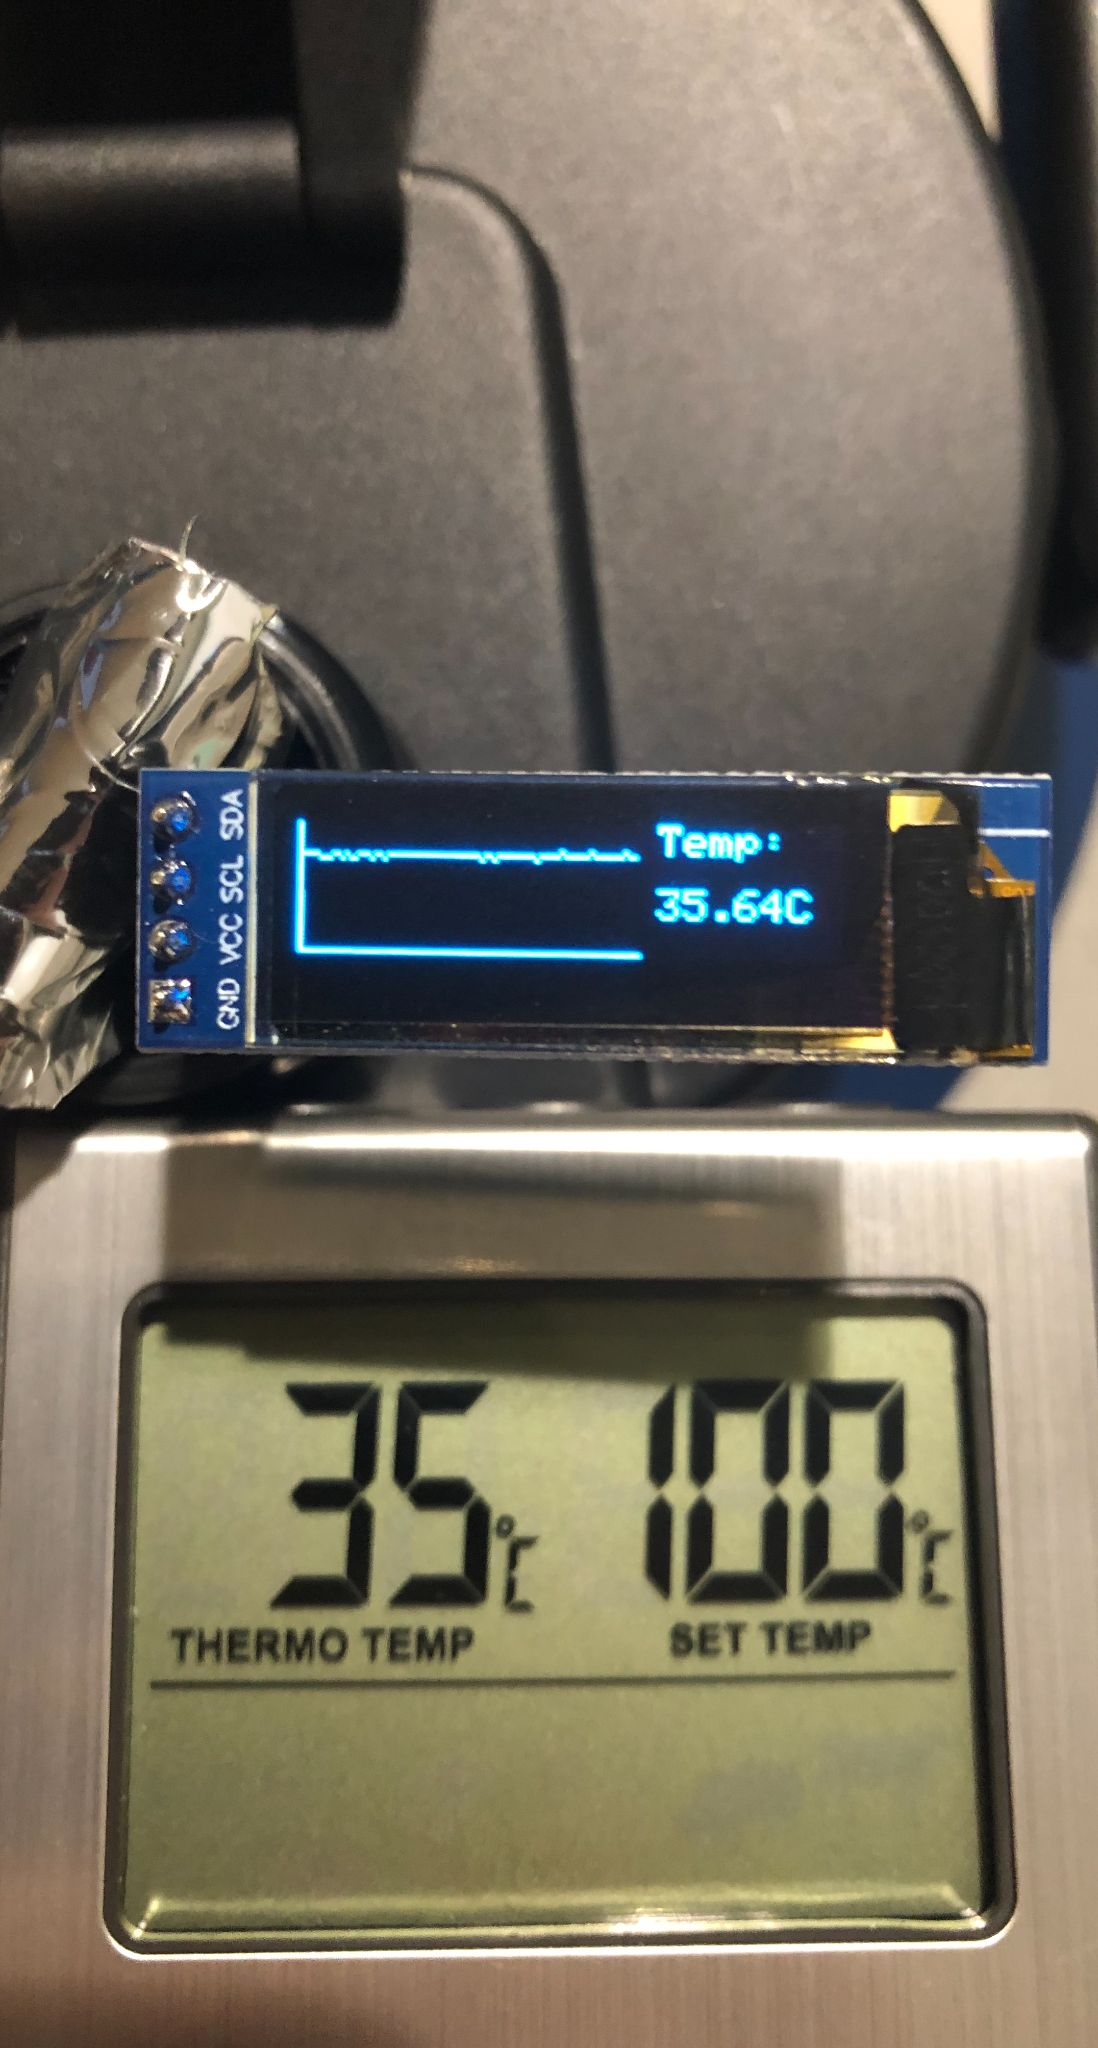 SDA
SCL
VCC
GND
Temp:
35.64C
35°C
100°C
THERMO TEMP
SET TEMP